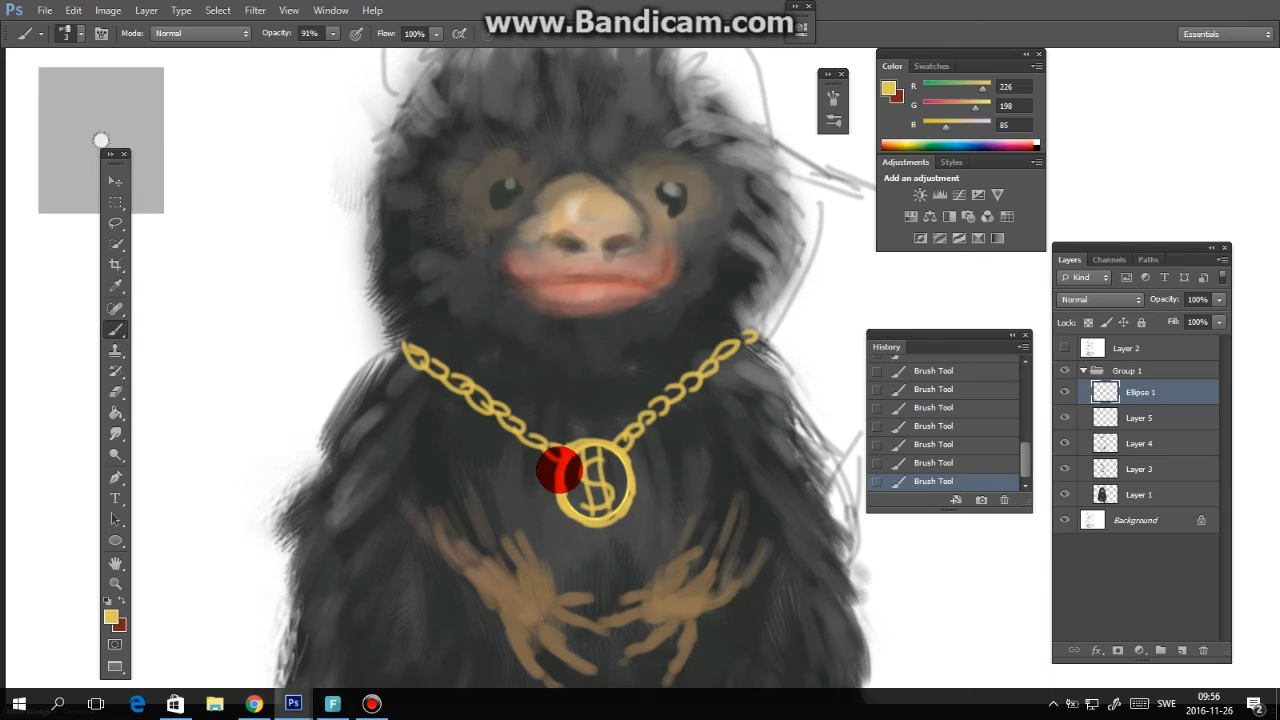 www.Bandicam.com
Ps File Edit Image Layer Type Select Filter View Window Help
3 Mode: Normal Opacity: 91% Flow: 100% Essentials
Color Swatches
R 226
G 198
B 85
Adjustments Styles
Add an adjustment
Layers Channels Paths
Kind
Normal Opacity: 100%
Lock: Fill: 100%
Layer 2
Group 1
Ellipse 1
Layer 5
Layer 4
Layer 3
Layer 1
Background
History
Brush Tool
Brush Tool
Brush Tool
Brush Tool
Brush Tool
Brush Tool
Brush Tool
$
T
fx
e Ps F
SWE
09:56
2016-11-26
2